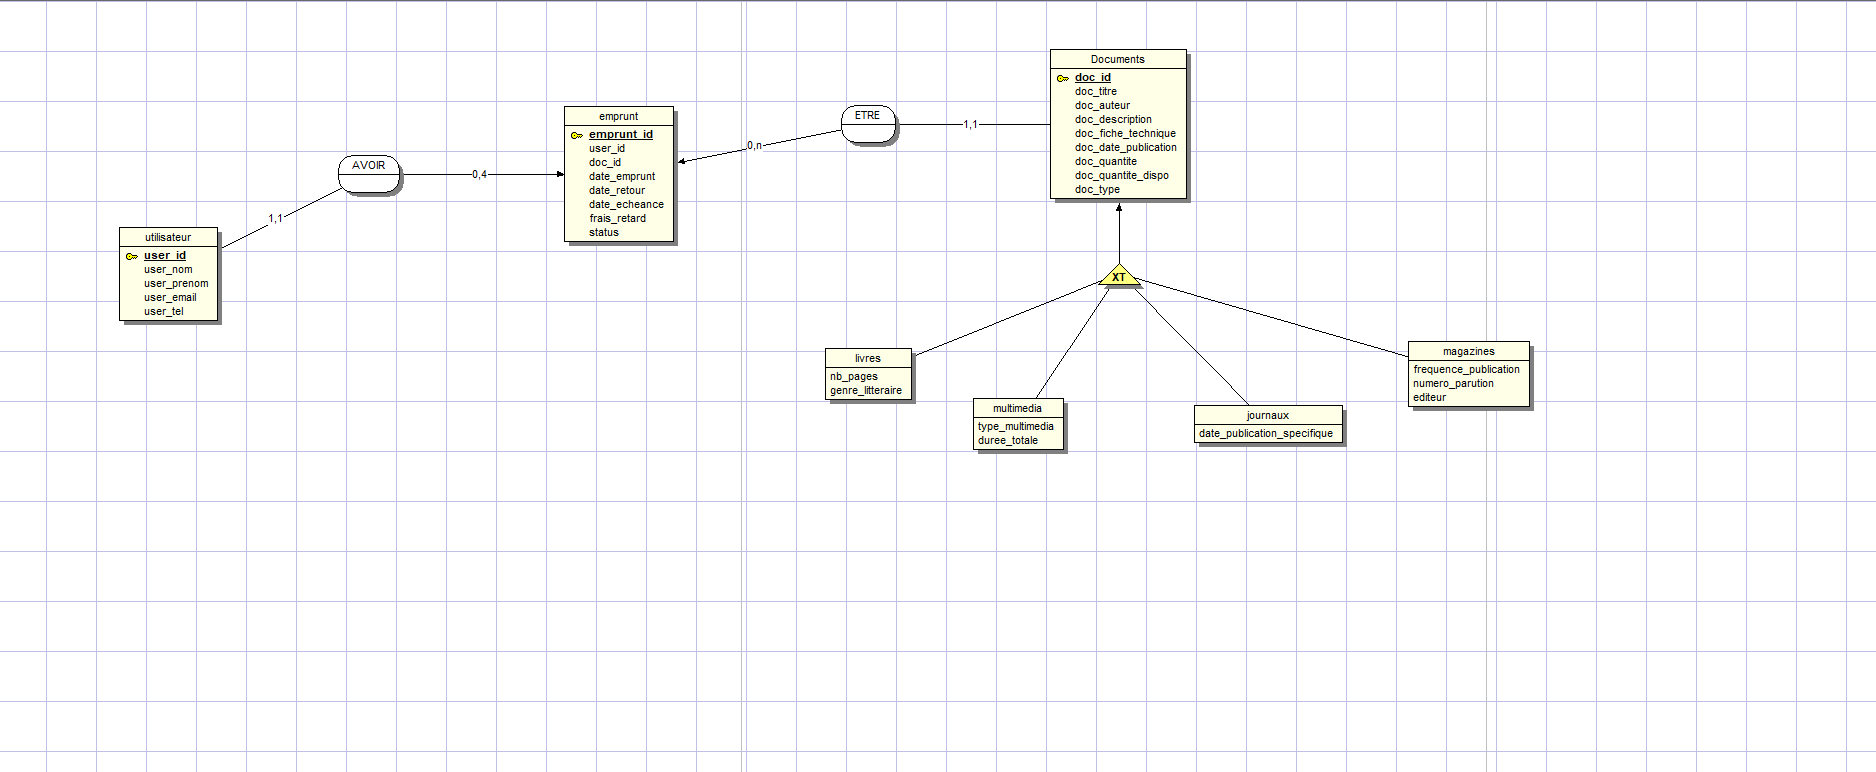 utilisateur
user_id
user_nom
user_prenom
user_email
user_tel
1,1
AVOIR
0,4
emprunt
emprunt_id
user_id
doc_id
date_emprunt
date_retour
date_echeance
frais_retard
status
0,n
ETRE
1,1
Documents
doc_id
doc_titre
doc_auteur
doc_description
doc_fiche_technique
doc_date_publication
doc_quantite
doc_quantite_dispo
doc_type
XT
livres
nb_pages
genre_litteraire
multimedia
type_multimedia
duree_totale
journaux
date_publication_specifique
magazines
frequence_publication
numero_parution
editeur